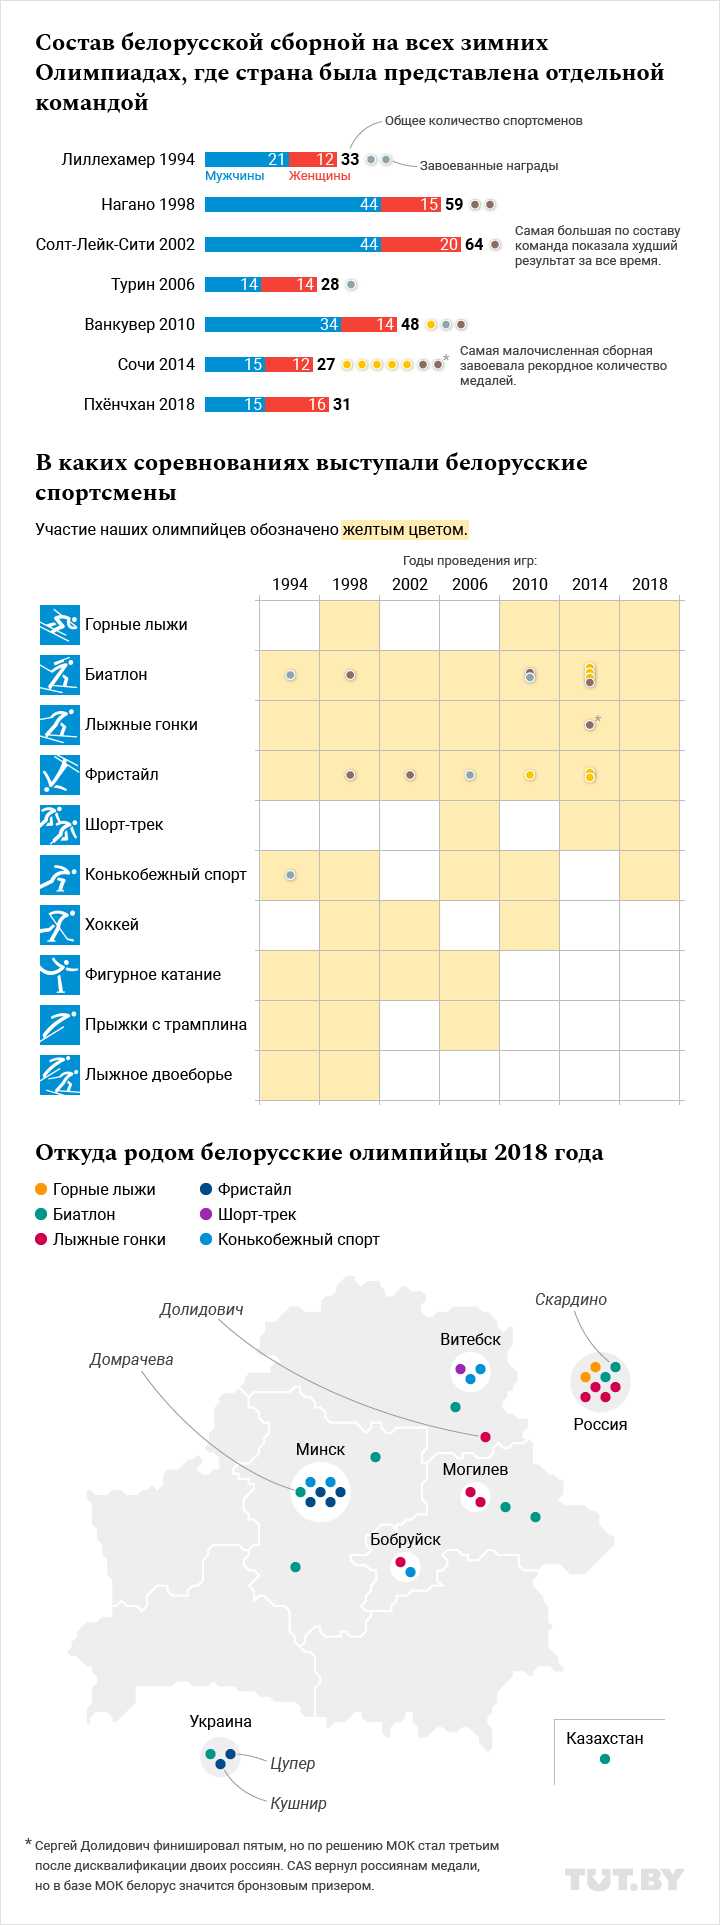 Состав белорусской сборной на всех зимних
Олимпиадах, где страна была представлена отдельной
командой
Общее количество спортсменов
Лиллехамер 1994 21 12 33
Завоеванные награды
Мужчины Женщины
Нагано 1998 44 15 59
Солт-Лейк-Сити 2002 44 20 64
Самая большая по составу
команда показала худший
результат за все время.
Турин 2006 14 14 28
Ванкувер 2010 34 14 48
Сочи 2014 15 12 27 *
Самая малочисленная сборная
завоевала рекордное количество
медалей.
Пхёнчхан 2018 15 16 31
В каких соревнованиях выступали белорусские
спортсмены
Участие наших олимпийцев обозначено желтым цветом.
Годы проведения игр:
1994 1998 2002 2006 2010 2014 2018
Горные лыжи
Биатлон
Лыжные гонки *
Фристайл
Шорт-трек
Конькобежный спорт
Хоккей
Фигурное катание
Прыжки с трамплина
Лыжное двоеборье
Откуда родом белорусские олимпийцы 2018 года
Горные лыжи Фристайл
Биатлон Шорт-трек
Лыжные гонки Конькобежный спорт
Скардино
Долидович
Витебск
Домрачева
Россия
Минск
Могилев
Бобруйск
Украина
Казахстан
Цупер
Кушнир
* Сергей Долидович финишировал пятым, но по решению МОК стал третьим
после дисквалификации двоих россиян. CAS вернул россиянам медали,
но в базе МОК белорус значится бронзовым призером.
TUT.BY